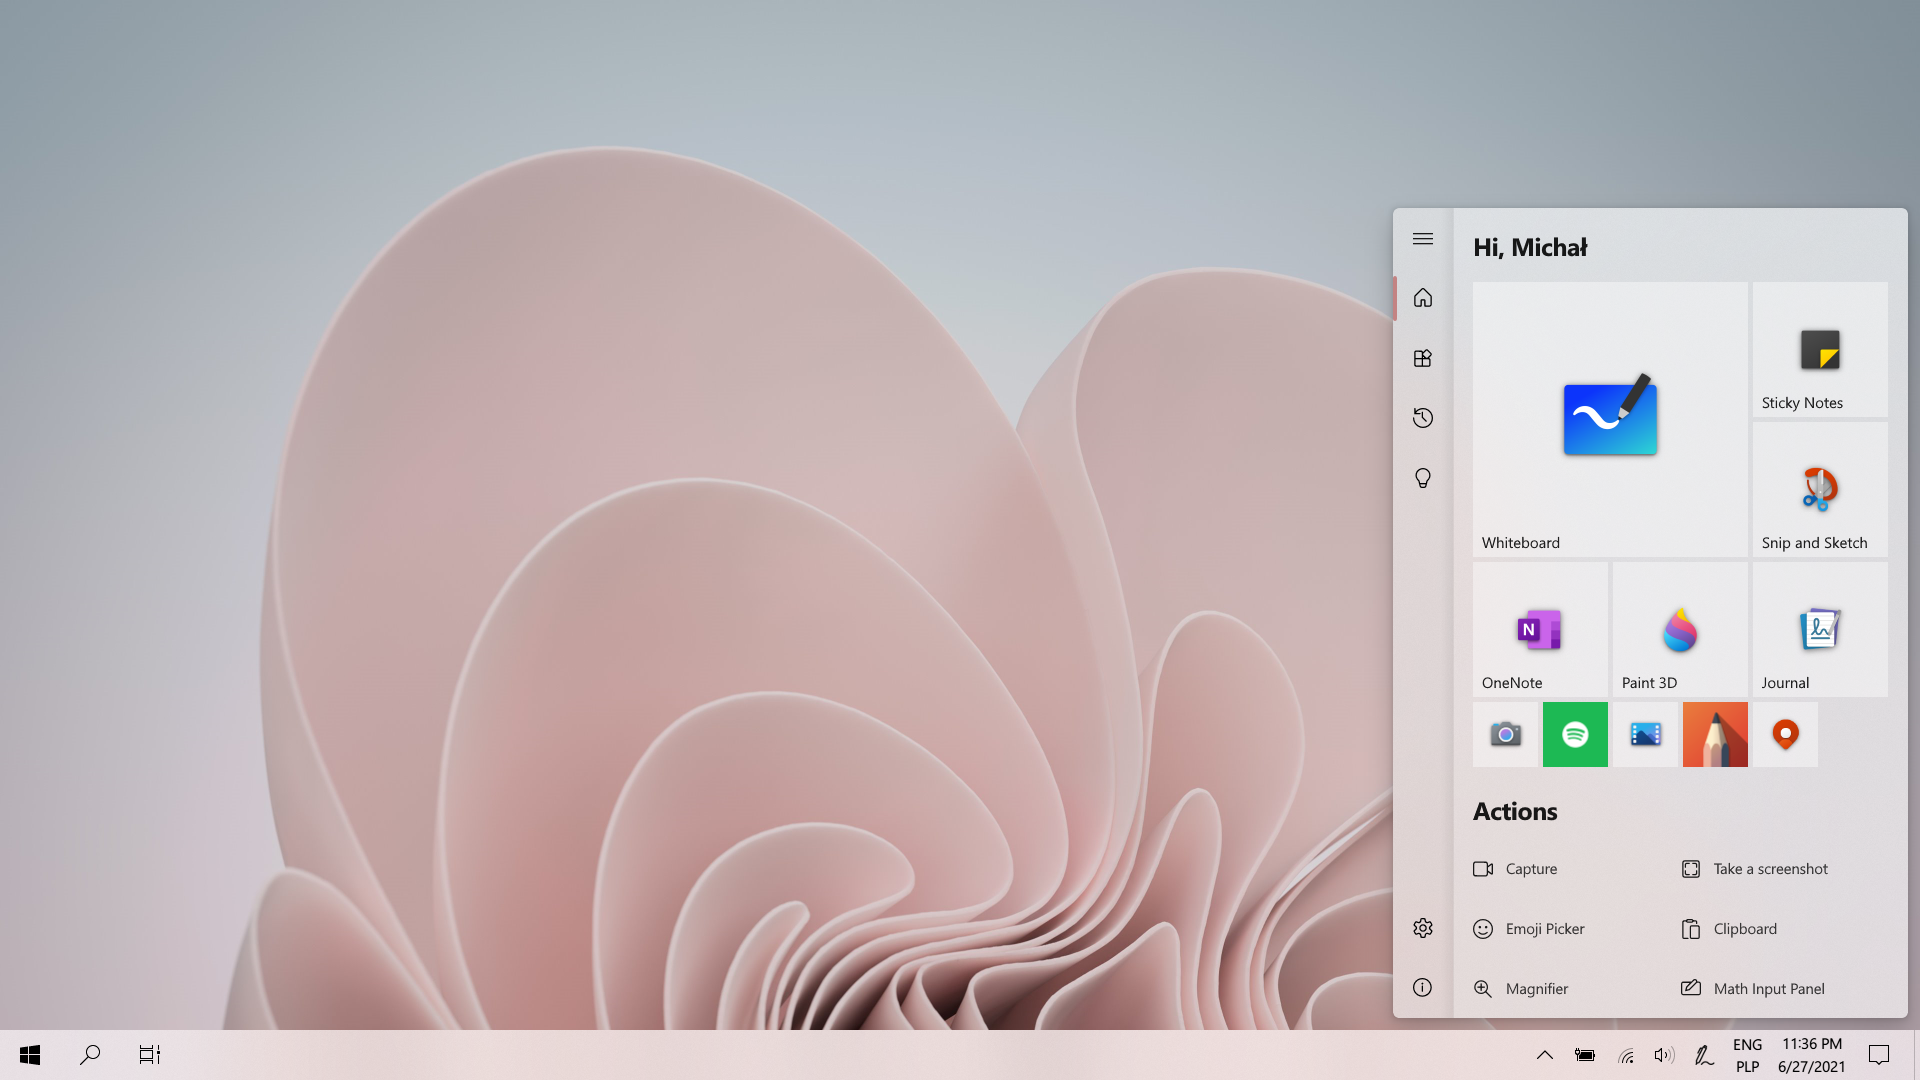 Hi, Michał
Whiteboard
Sticky Notes
Snip and Sketch
N
OneNote
Paint 3D
Journal
Actions
Capture
Take a screenshot
Emoji Picker
Clipboard
Magnifier
Math Input Panel
ENG
PLP
11:36 PM
6/27/2021